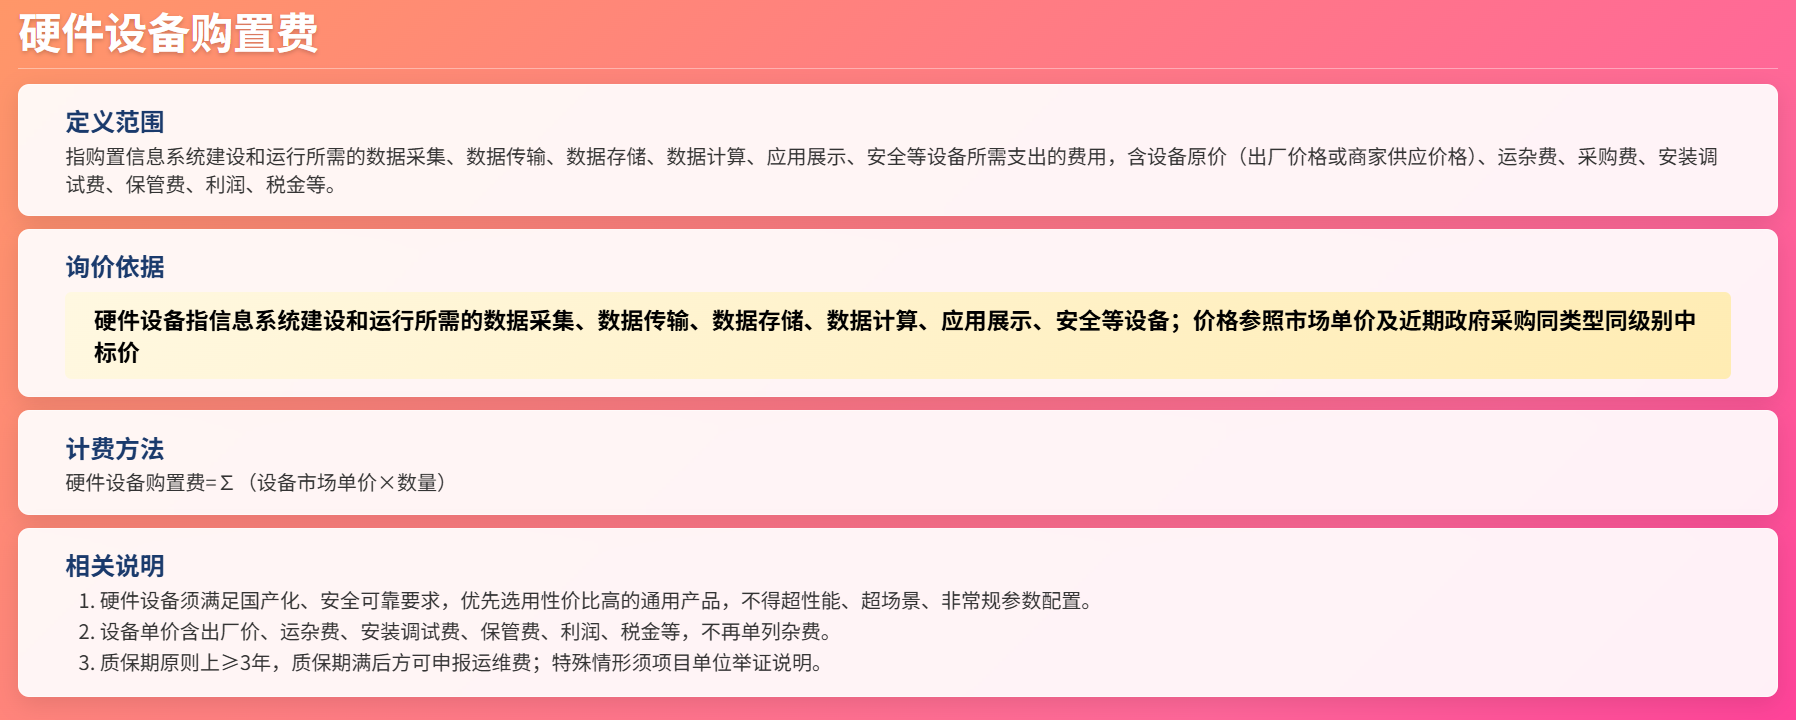 硬件设备购置费
定义范围
指购置信息系统建设和运行所需的数据采集、数据传输、数据存储、数据计算、应用展示、安全等设备所需支出的费用，含设备原价（出厂价格或商家供应价格）、运杂费、采购费、安装调
试费、保管费、利润、税金等。
询价依据
硬件设备指信息系统建设和运行所需的数据采集、数据传输、数据存储、数据计算、应用展示、安全等设备；价格参照市场单价及近期政府采购同类型同级别中
标价
计费方法
硬件设备购置费=Σ（设备市场单价×数量）
相关说明
1. 硬件设备须满足国产化、安全可靠要求，优先选用性价比高的通用产品，不得超性能、超场景、非常规参数配置。
2. 设备单价含出厂价、运杂费、安装调试费、保管费、利润、税金等，不再单列杂费。
3. 质保期原则上≥3年，质保期满后方可申报运维费；特殊情形须项目单位举证说明。